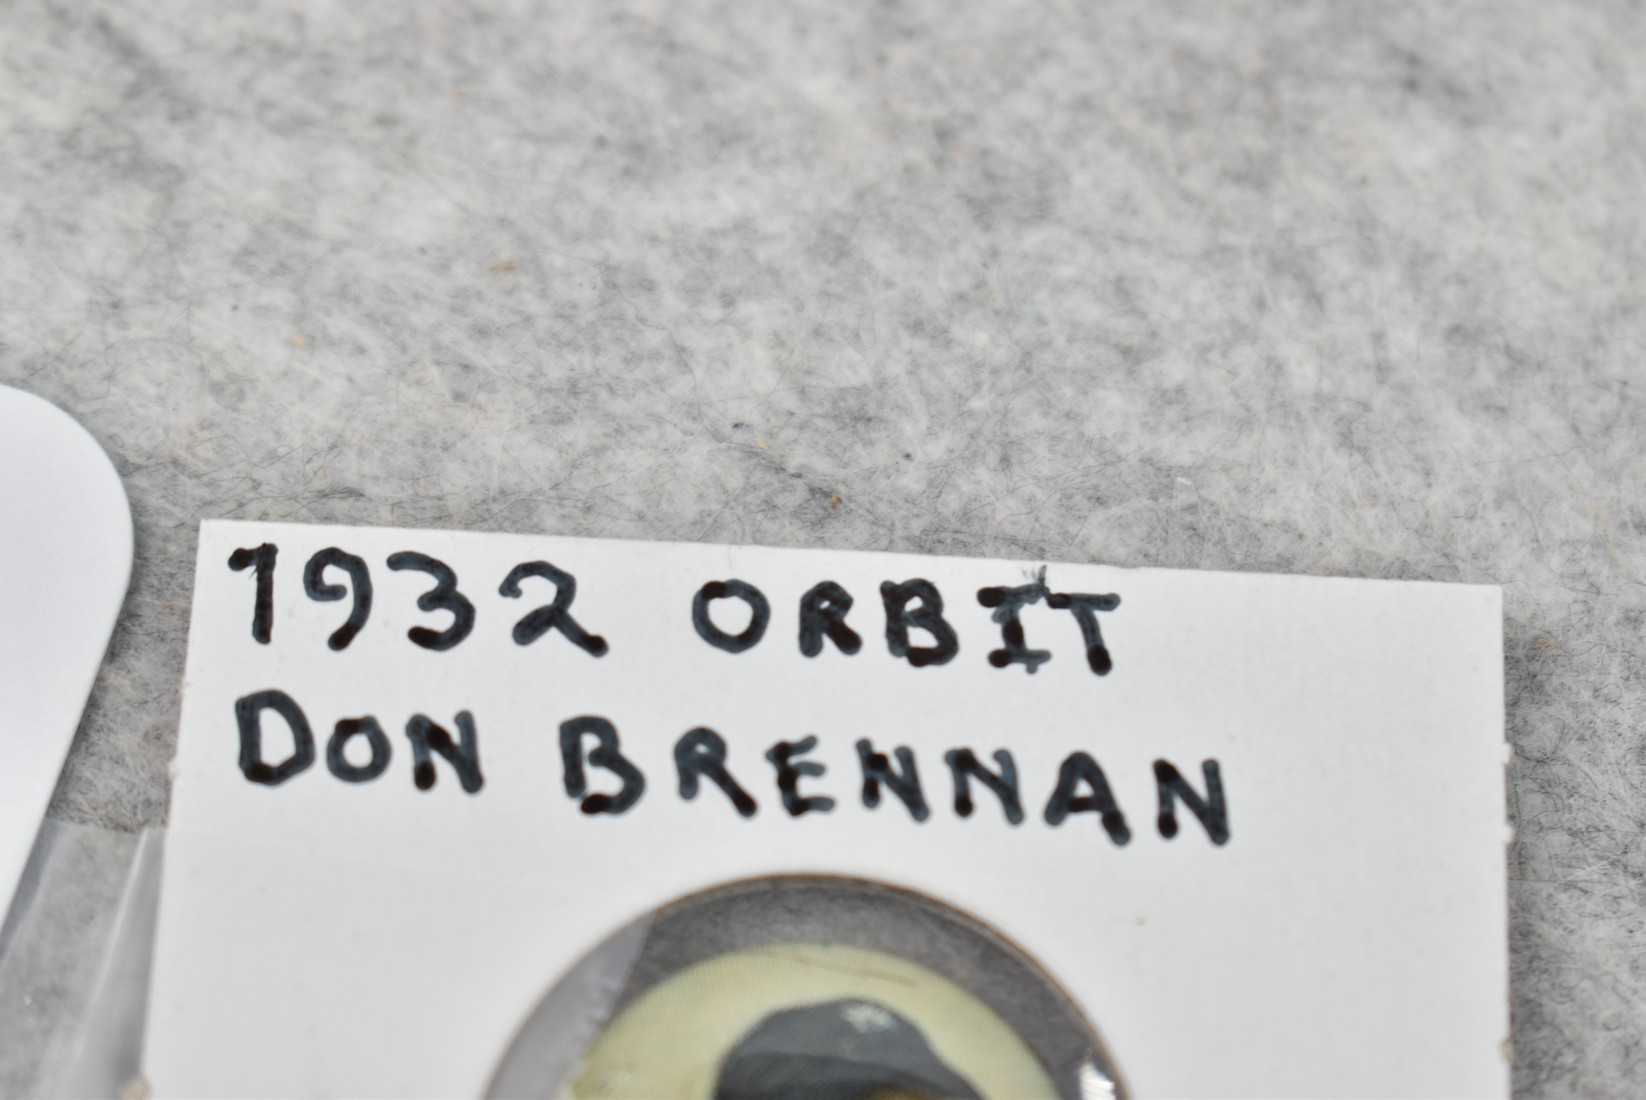 1932 ORBIT
DON BRENNAN